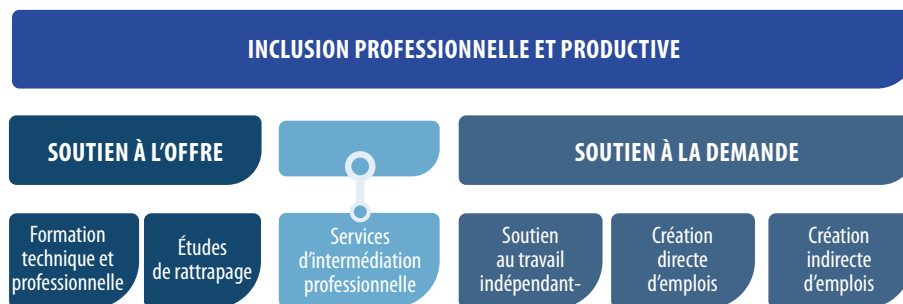 INCLUSION PROFESSIONNELLE ET PRODUCTIVE
SOUTIEN À L'OFFRE
SOUTIEN À LA DEMANDE
Formation
technique et
professionnelle
Études
de rattrapage
Services
d'intermédiation
professionnelle
Soutien
au travail
indépendant-
Création
directe
d'emplois
Création
indirecte
d'emplois